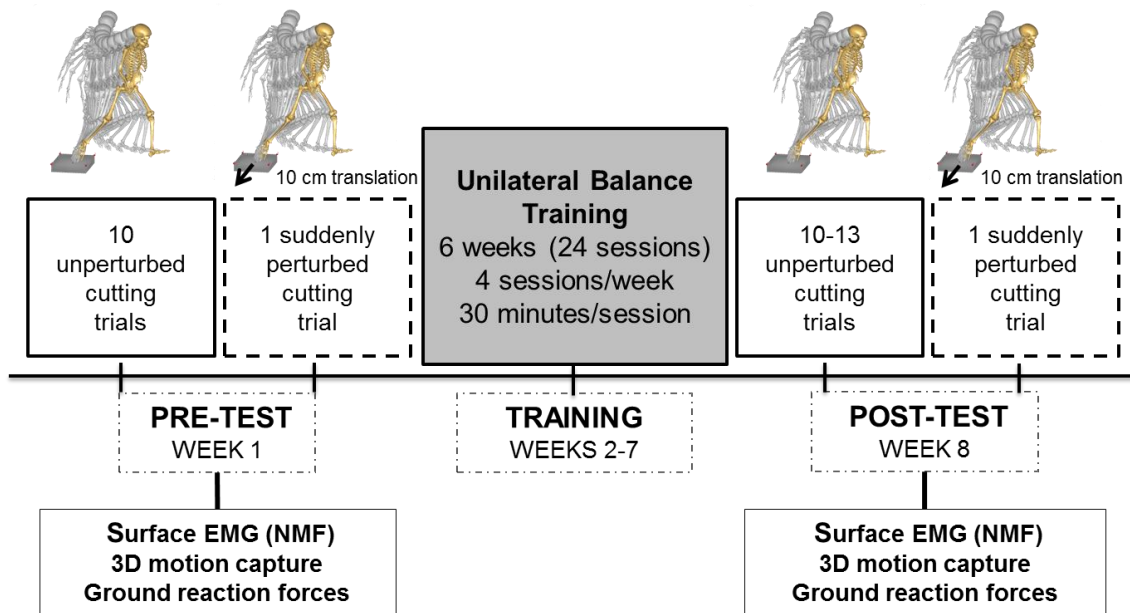 10 cm translation
10
unperturbed
cutting
trials
1 suddenly
perturbed
cutting
trial
Unilateral Balance
Training
6 weeks (24 sessions)
4 sessions/week
30 minutes/session
10 cm translation
10-13
unperturbed
cutting
trials
1 suddenly
perturbed
cutting
trial
PRE-TEST
WEEK 1
TRAINING
WEEKS 2-7
POST-TEST
WEEK 8
Surface EMG (NMF)
3D motion capture
Ground reaction forces
Surface EMG (NMF)
3D motion capture
Ground reaction forces